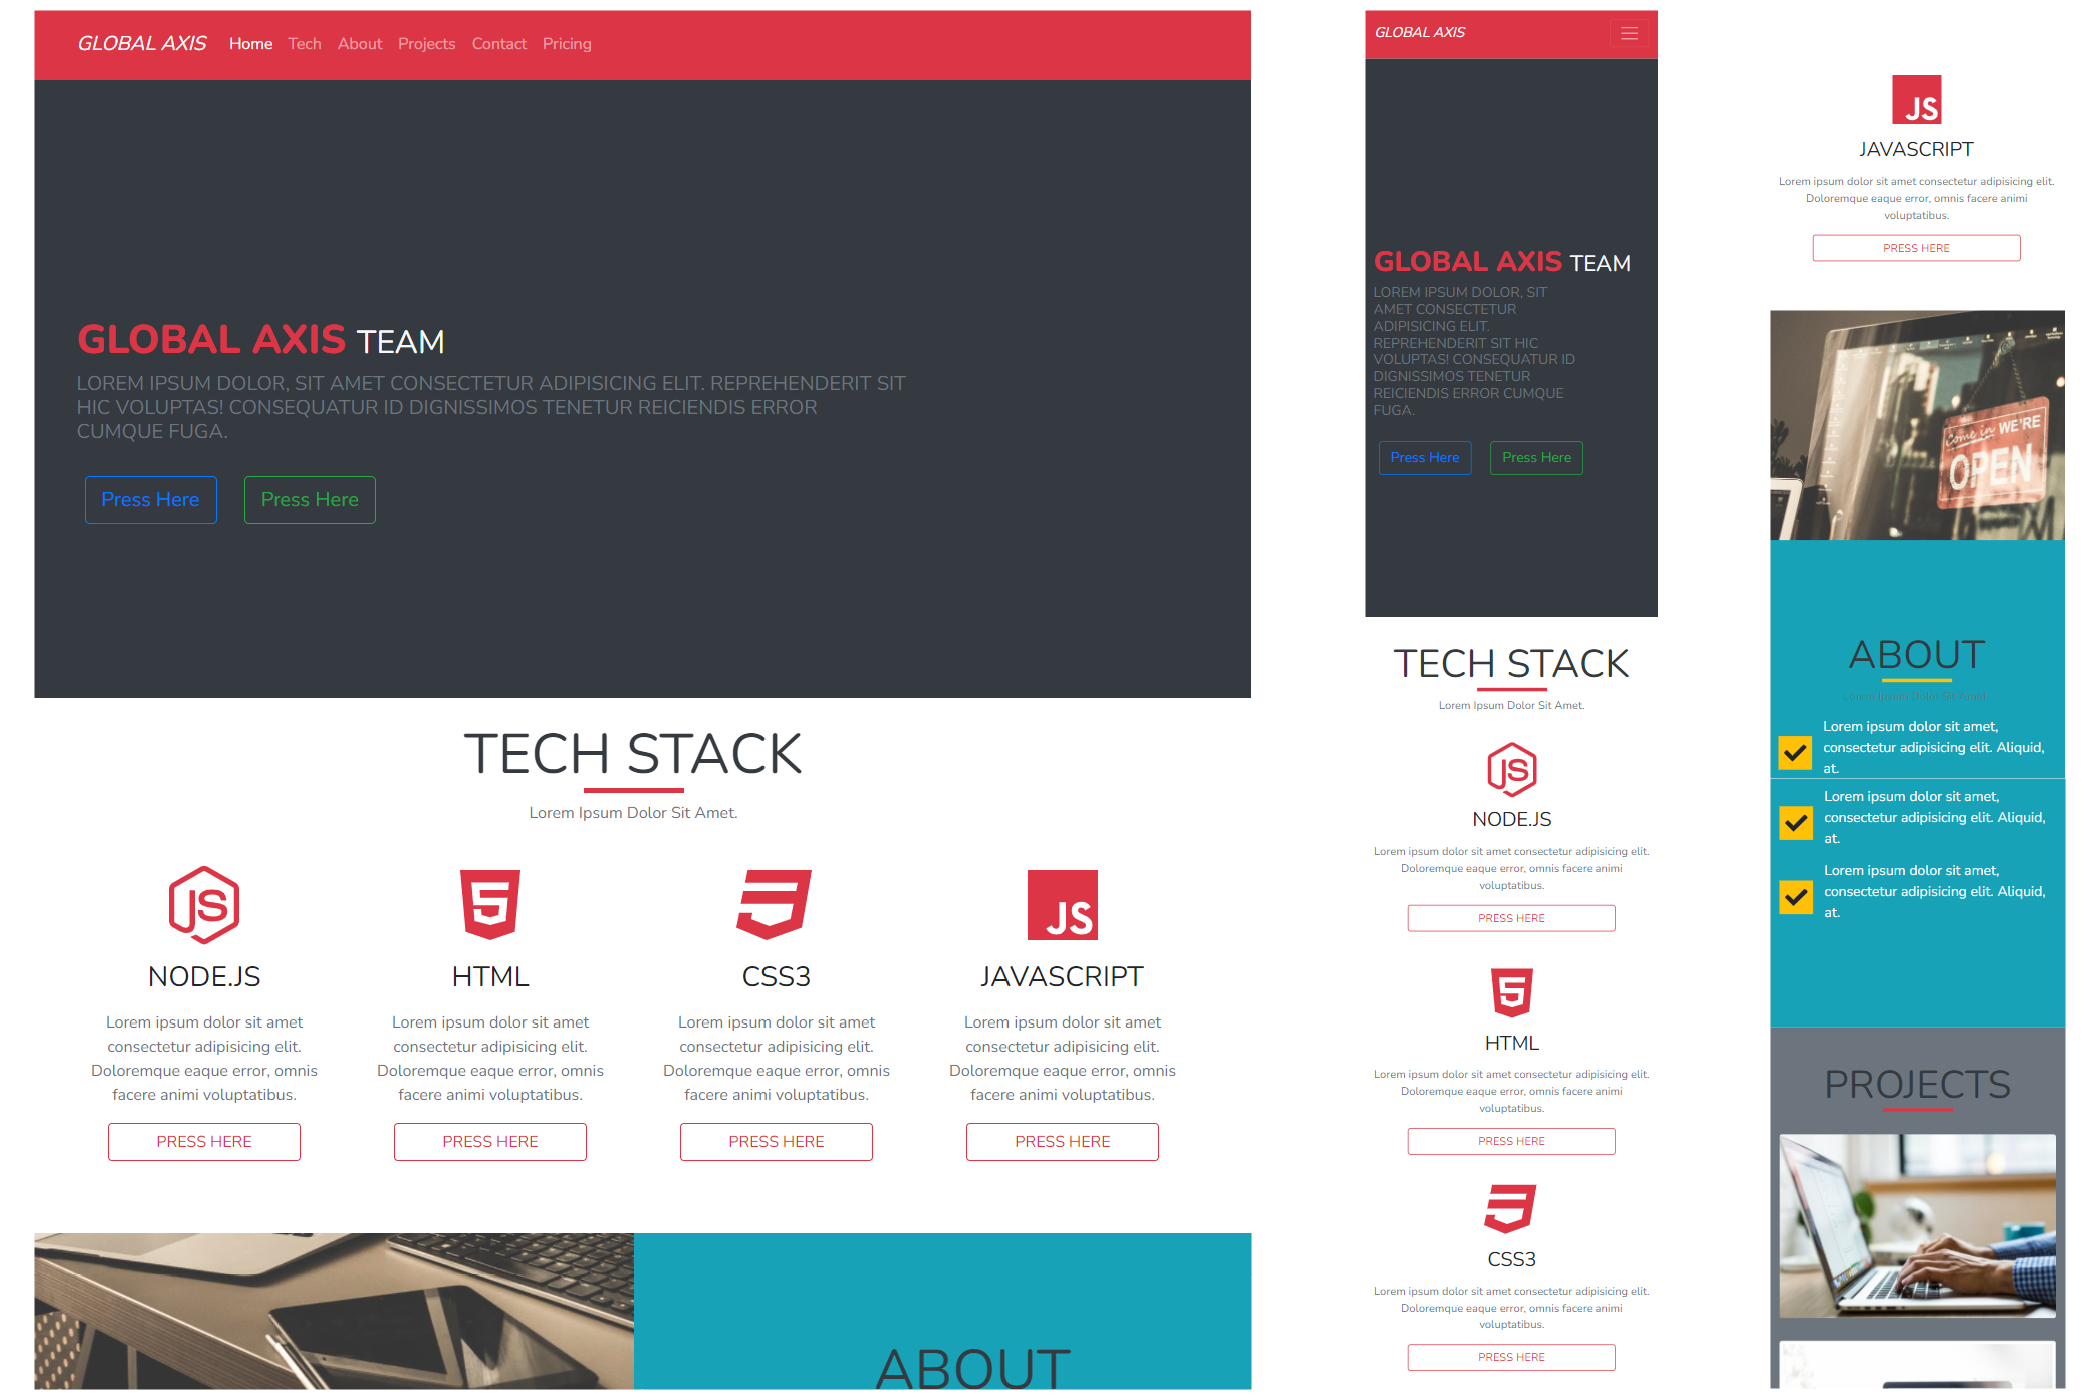 GLOBAL AXIS Home Tech About Projects Contact Pricing
GLOBAL AXIS TEAM
LOREM IPSUM DOLOR, SIT AMET CONSECTETUR ADIPISICING ELIT. REPREHENDERIT SIT
HIC VOLUPTAS! CONSEQUATUR ID DIGNISSIMOS TENETUR REICIENDIS ERROR
CUMQUE FUGA.
Press Here Press Here
TECH STACK
Lorem Ipsum Dolor Sit Amet.
JS
NODE.JS
Lorem ipsum dolor sit amet
consectetur adipisicing elit.
Doloremque eaque error, omnis
facere animi voluptatibus.
PRESS HERE
5
HTML
Lorem ipsum dolor sit amet
consectetur adipisicing elit.
Doloremque eaque error, omnis
facere animi voluptatibus.
PRESS HERE
3
CSS3
Lorem ipsum dolor sit amet
consectetur adipisicing elit.
Doloremque eaque error, omnis
facere animi voluptatibus.
PRESS HERE
JS
JAVASCRIPT
Lorem ipsum dolor sit amet
consectetur adipisicing elit.
Doloremque eaque error, omnis
facere animi voluptatibus.
PRESS HERE
ABOUT
GLOBAL AXIS
GLOBAL AXIS TEAM
LOREM IPSUM DOLOR, SIT
AMET CONSECTETUR
ADIPISICING ELIT.
REPREHENDERIT SIT HIC
VOLUPTAS! CONSEQUATUR ID
DIGNISSIMOS TENETUR
REICIENDIS ERROR CUMQUE
FUGA.
Press Here Press Here
TECH STACK
Lorem Ipsum Dolor Sit Amet.
JS
NODE.JS
Lorem ipsum dolor sit amet consectetur adipisicing elit.
Doloremque eaque error, omnis facere animi
voluptatibus.
PRESS HERE
5
HTML
Lorem ipsum dolor sit amet consectetur adipisicing elit.
Doloremque eaque error, omnis facere animi
voluptatibus.
PRESS HERE
3
CSS3
Lorem ipsum dolor sit amet consectetur adipisicing elit.
Doloremque eaque error, omnis facere animi
voluptatibus.
PRESS HERE
JS
JAVASCRIPT
Lorem ipsum dolor sit amet consectetur adipisicing elit.
Doloremque eaque error, omnis facere animi
voluptatibus.
PRESS HERE
Come in WE'RE
OPEN
ABOUT
Lorem Ipsum Dolor Sit Amet.
Lorem ipsum dolor sit amet,
consectetur adipisicing elit. Aliquid,
at.
Lorem ipsum dolor sit amet,
consectetur adipisicing elit. Aliquid,
at.
Lorem ipsum dolor sit amet,
consectetur adipisicing elit. Aliquid,
at.
PROJECTS